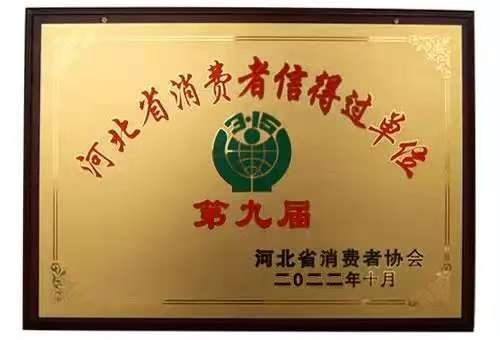 河北省消费者信得过单位
3·15
第九届
河北省消费者协会
二〇二二年十月